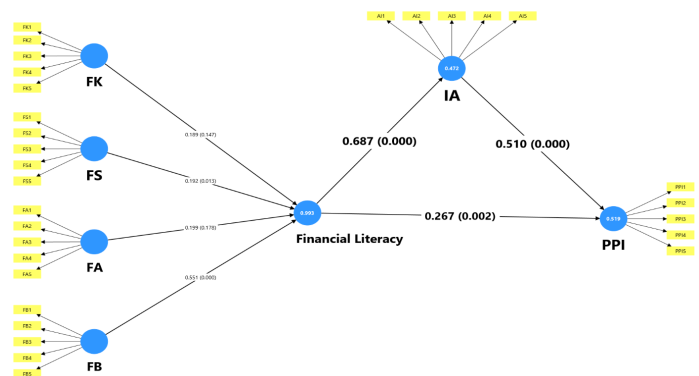 FK1
FK2
FK3
FK4
FK5
FK
FS1
FS2
FS3
FS4
FS5
FS
FA1
FA2
FA3
FA4
FA5
FA
FB1
FB2
FB3
FB4
FB5
FB
0.189 (0.147)
0.192 (0.013)
0.199 (0.178)
0.551 (0.000)
0.993
Financial Literacy
0.687 (0.000)
AI1 AI2 AI3 AI4 AI5
0.472
IA
0.510 (0.000)
0.267 (0.002)
0.519
PPI
PPI1
PPI2
PPI3
PPI4
PPI5